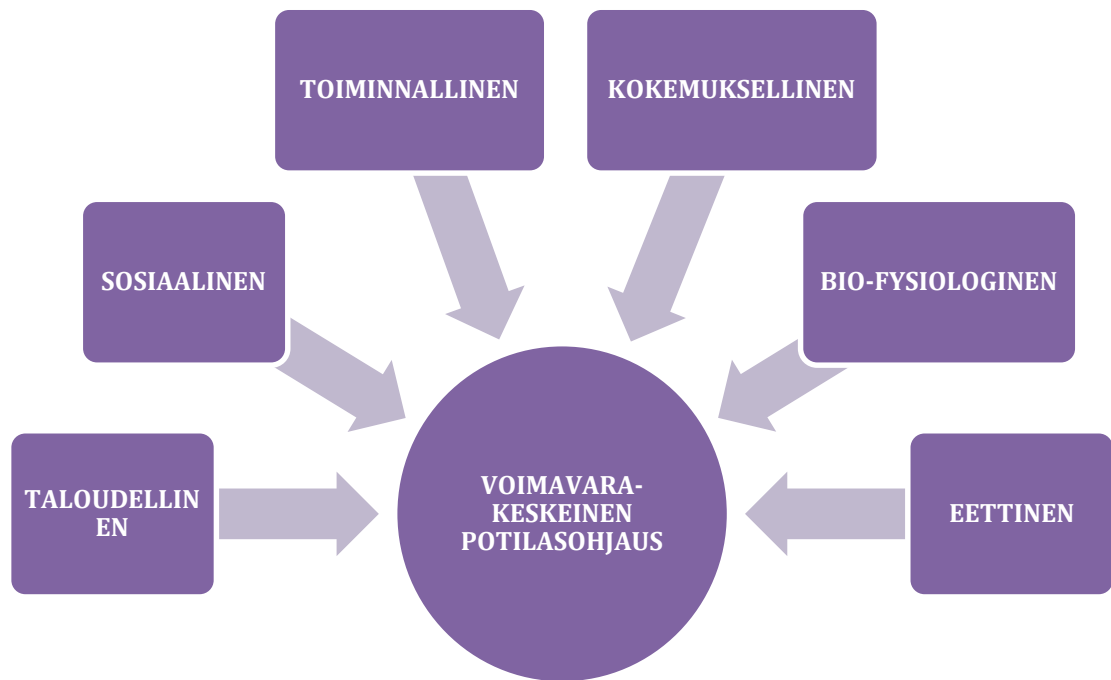 TOIMINNALLINEN
KOKEMUKSELLINEN
SOSIAALINEN
BIO-FYSIOLOGINEN
TALOUDELLIN
EN
VOIMAVARA-
KESKEINEN
POTILASOHJAUS
EETTINEN